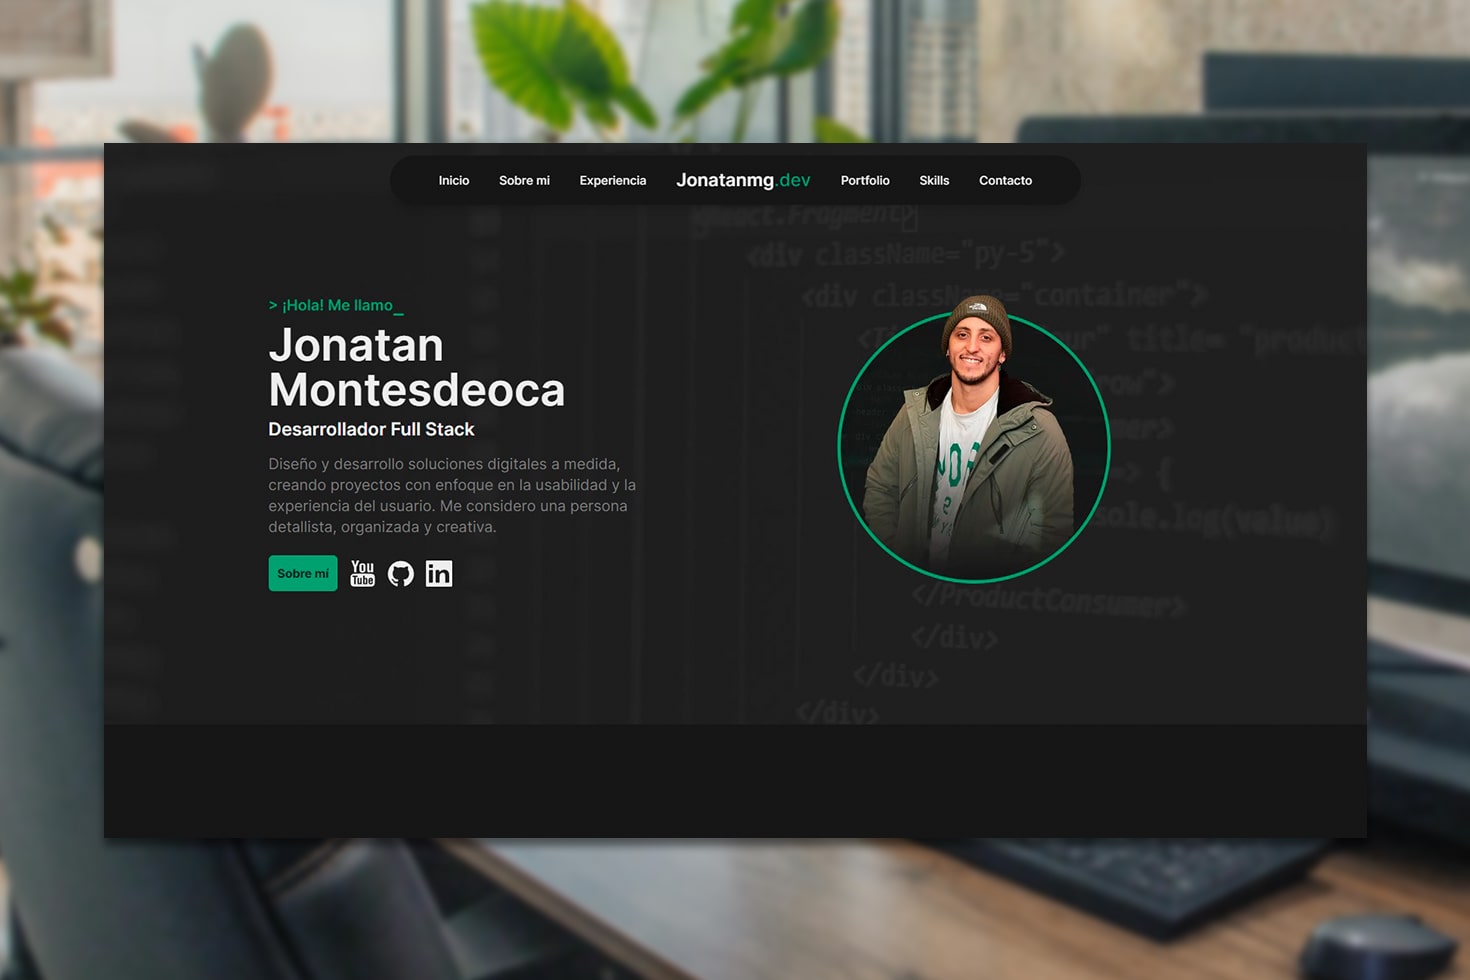 Inicio Sobre mi Experiencia Jonatanmg.dev Portfolio Skills Contacto
React.Fragment>
<div className="py-5">
<div className="container">
title= "product
</ProductConsumer>
</div>
</div>
</div>
sole.log(value)
> ¡Hola! Me llamo_
Jonatan
Montesdeoca
Desarrollador Full Stack
Diseño y desarrollo soluciones digitales a medida,
creando proyectos con enfoque en la usabilidad y la
experiencia del usuario. Me considero una persona
detallista, organizada y creativa.
Sobre mí
You
Tube
in